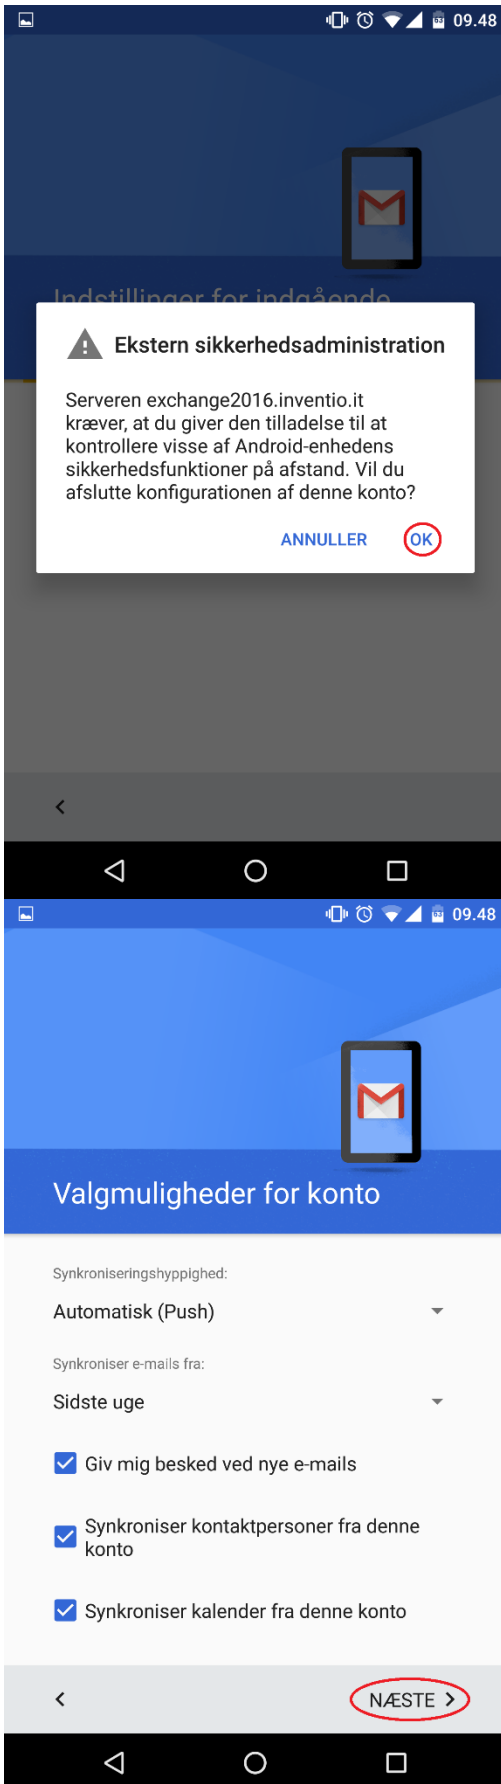 09.48
Indstillinger for indgående
Ekstern sikkerhedsadministration
Serveren exchange2016.inventio.it
kræver, at du giver den tilladelse til at
kontrollere visse af Android-enhedens
sikkerhedsfunktioner på afstand. Vil du
afslutte konfigurationen af denne konto?
ANNULLER OK
09.48
Valgmuligheder for konto
Synkroniseringshyppighed:
Automatisk (Push)
Synkroniser e-mails fra:
Sidste uge
Giv mig besked ved nye e-mails
Synkroniser kontaktpersoner fra denne
konto
Synkroniser kalender fra denne konto
NÆSTE